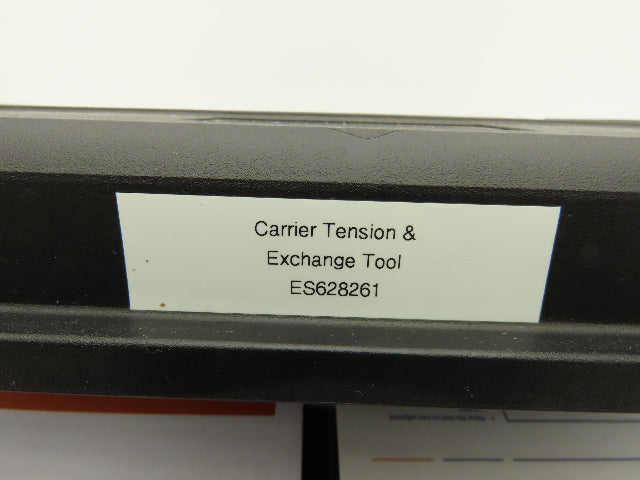 Carrier Tension &
Exchange Tool
ES628261